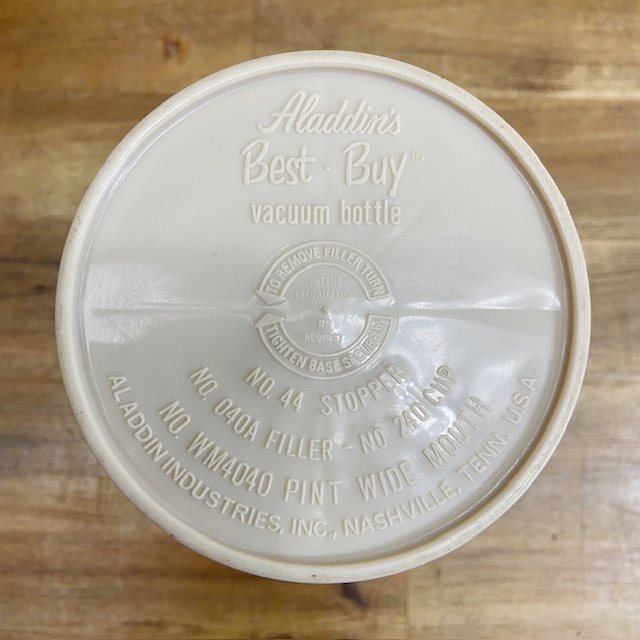 Aladdin's
Best · Buy®
vacuum bottle
TO REMOVE FILLER TURN
PATENT
INFORMATION
ON
REQUEST
TIGHTEN BASE SECURELY
NO. 44 STOPPER
NO. 040A FILLER - NO. 240 CUP
NO. WM4040 PINT WIDE MOUTH
ALADDIN INDUSTRIES, INC., NASHVILLE, TENN. U.S.A.